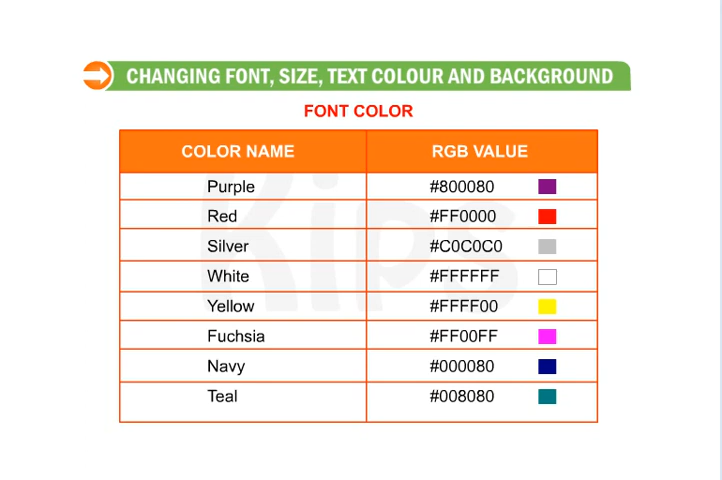 CHANGING FONT, SIZE, TEXT COLOUR AND BACKGROUND
FONT COLOR
COLOR NAME RGB VALUE
Purple #800080
Red #FF0000
Silver #C0C0C0
White #FFFFFF
Yellow #FFFF00
Fuchsia #FF00FF
Navy #000080
Teal #008080
Kips